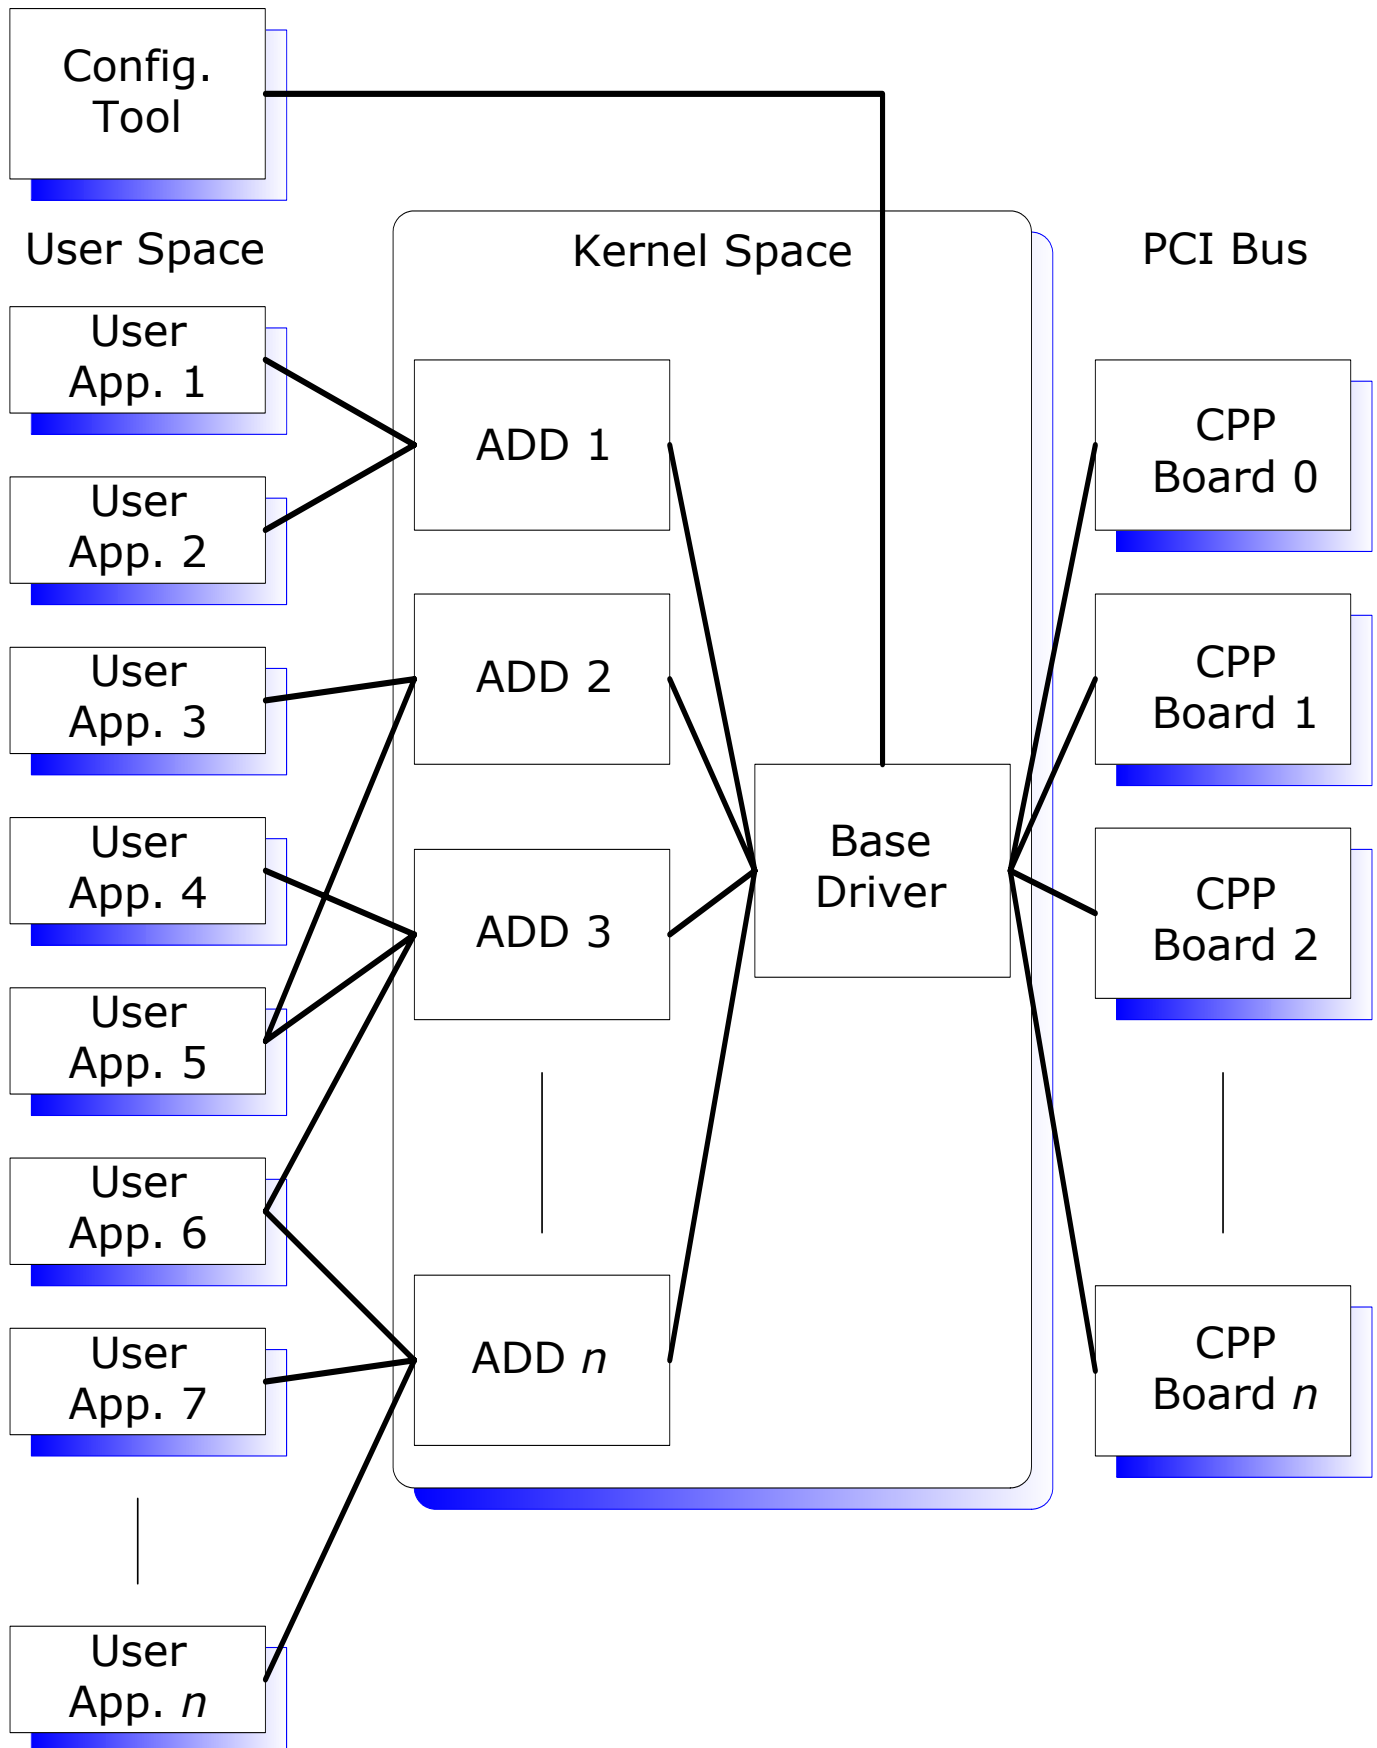 Config.
Tool
User Space
Kernel Space
PCI Bus
User
App. 1
User
App. 2
User
App. 3
User
App. 4
User
App. 5
User
App. 6
User
App. 7
User
App. n
ADD 1
ADD 2
ADD 3
ADD n
Base
Driver
CPP
Board 0
CPP
Board 1
CPP
Board 2
CPP
Board n